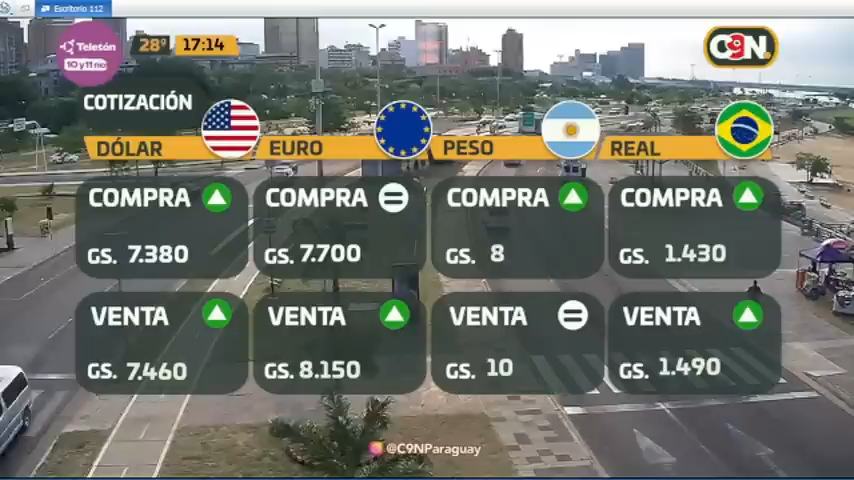 Escritorio 112
Teletón
10 y 11 nov
28°
17:14
C9N.
COTIZACIÓN
DÓLAR EURO PESO REAL
COMPRA COMPRA COMPRA COMPRA
GS. 7.380 GS. 7.700 GS. 8 GS. 1.430
VENTA VENTA VENTA VENTA
GS. 7.460 GS. 8.150 GS. 10 GS. 1.490
@C9NParaguay